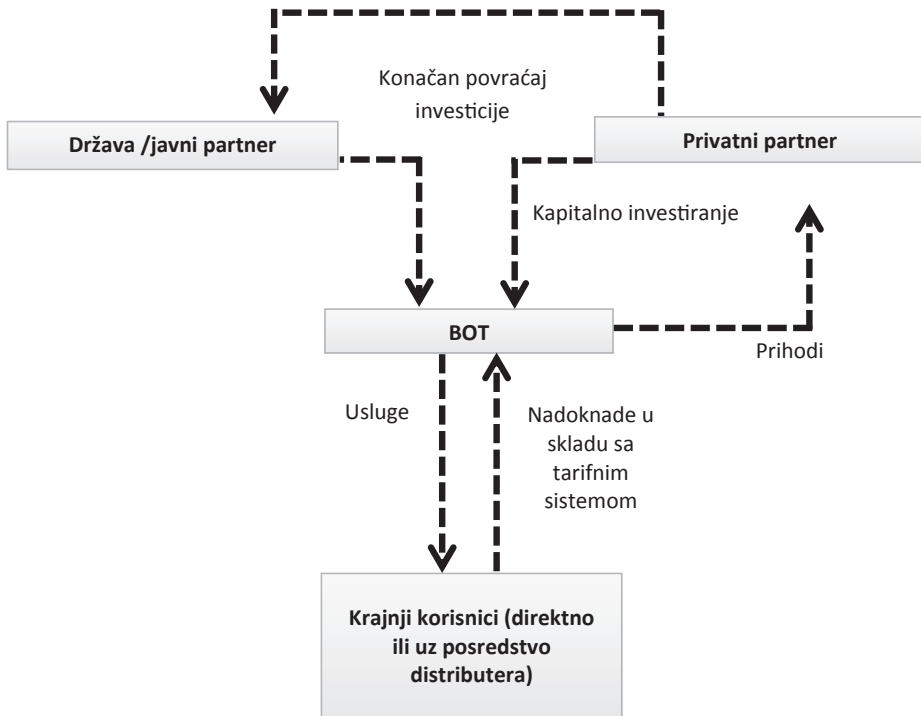 Konačan povraćaj
investicije
Država /javni partner
Privatni partner
Kapitalno investiranje
BOT
Prihodi
Usluge
Nadoknade u
skladu sa
tarifnim
sistemom
Krajnji korisnici (direktno
ili uz posredstvo
distributera)